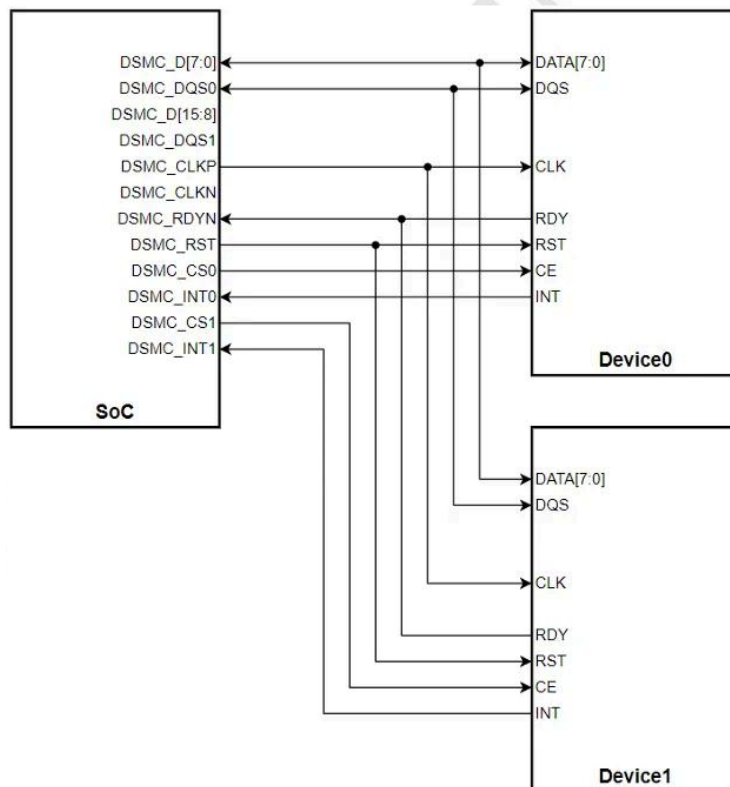 DSMC_D[7:0]
DSMC_DQS0
DSMC_D[15:8]
DSMC_DQS1
DSMC_CLKP
DSMC_CLKN
DSMC_RDYN
DSMC_RST
DSMC_CS0
DSMC_INT0
DSMC_CS1
DSMC_INT1
SoC
DATA[7:0]
DQS
CLK
RDY
RST
CE
INT
Device0
DATA[7:0]
DQS
CLK
RDY
RST
CE
INT
Device1